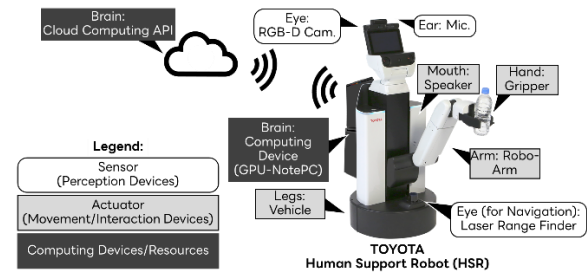 Brain:
Cloud Computing API
Eye:
RGB-D Cam.
Ear: Mic.
Mouth:
Speaker
Hand:
Gripper
Brain:
Computing
Device
(GPU-NotePC)
Arm: Robo-
Arm
Legs:
Vehicle
Eye (for Navigation):
Laser Range Finder
Legend:
Sensor
(Perception Devices)
Actuator
(Movement/Interaction Devices)
Computing Devices/Resources
TOYOTA
Human Support Robot (HSR)